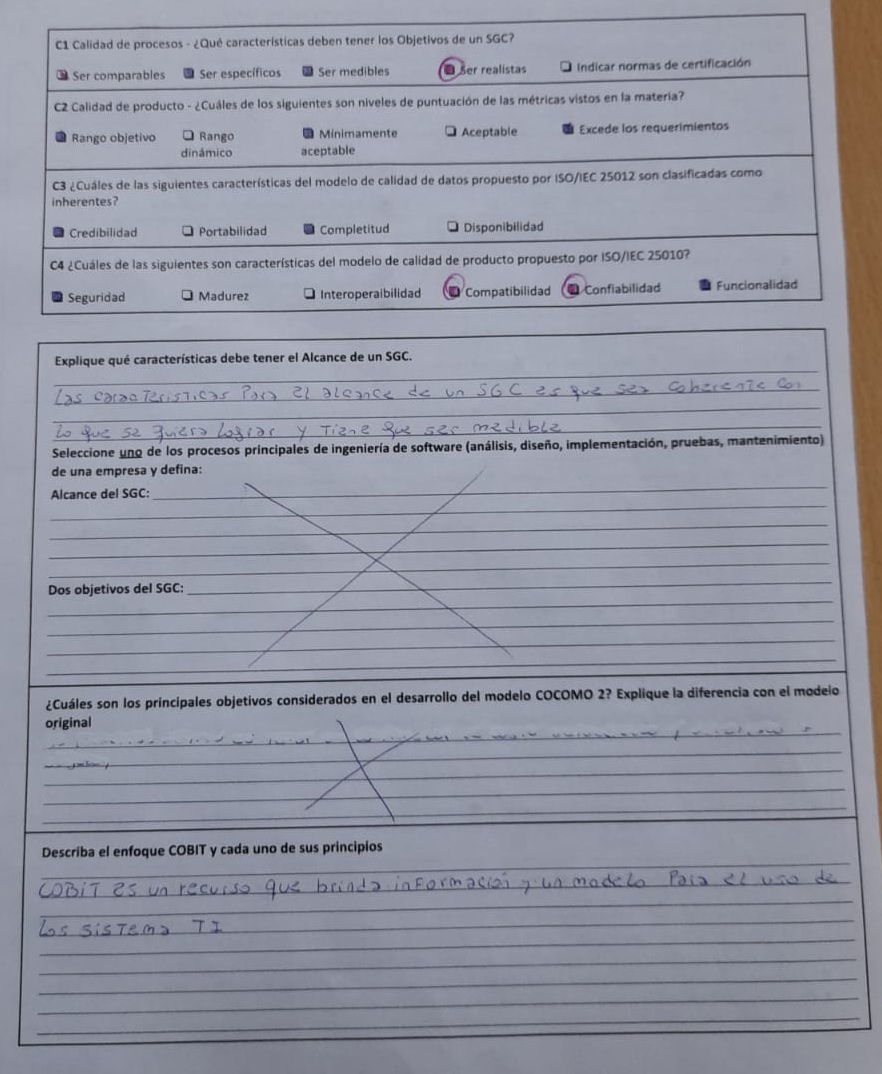 C1 Calidad de procesos - ¿Qué características deben tener los Objetivos de un SGC?
Ser comparables Ser específicos Ser medibles Ser realistas Indicar normas de certificación
C2 Calidad de producto - ¿Cuáles de los siguientes son niveles de puntuación de las métricas vistos en la materia?
Rango objetivo Rango dinámico Mínimamente aceptable Aceptable Excede los requerimientos
C3 ¿Cuáles de las siguientes características del modelo de calidad de datos propuesto por ISO/IEC 25012 son clasificadas como
inherentes?
Credibilidad Portabilidad Completitud Disponibilidad
C4 ¿Cuáles de las siguientes son características del modelo de calidad de producto propuesto por ISO/IEC 25010?
Seguridad Madurez Interoperaibilidad Compatibilidad Confiabilidad Funcionalidad
Explique qué características debe tener el Alcance de un SGC.
Las características para el alcance de un SGC es que sea coherente con
lo que se quiera lograr y tiene que ser medible
Seleccione uno de los procesos principales de ingeniería de software (análisis, diseño, implementación, pruebas, mantenimiento)
de una empresa y defina:
Alcance del SGC:
Dos objetivos del SGC:
¿Cuáles son los principales objetivos considerados en el desarrollo del modelo COCOMO 2? Explique la diferencia con el modelo
original
Describa el enfoque COBIT y cada uno de sus principios
COBIT es un recurso que brinda información y un modelo para el uso de
los sistema TI